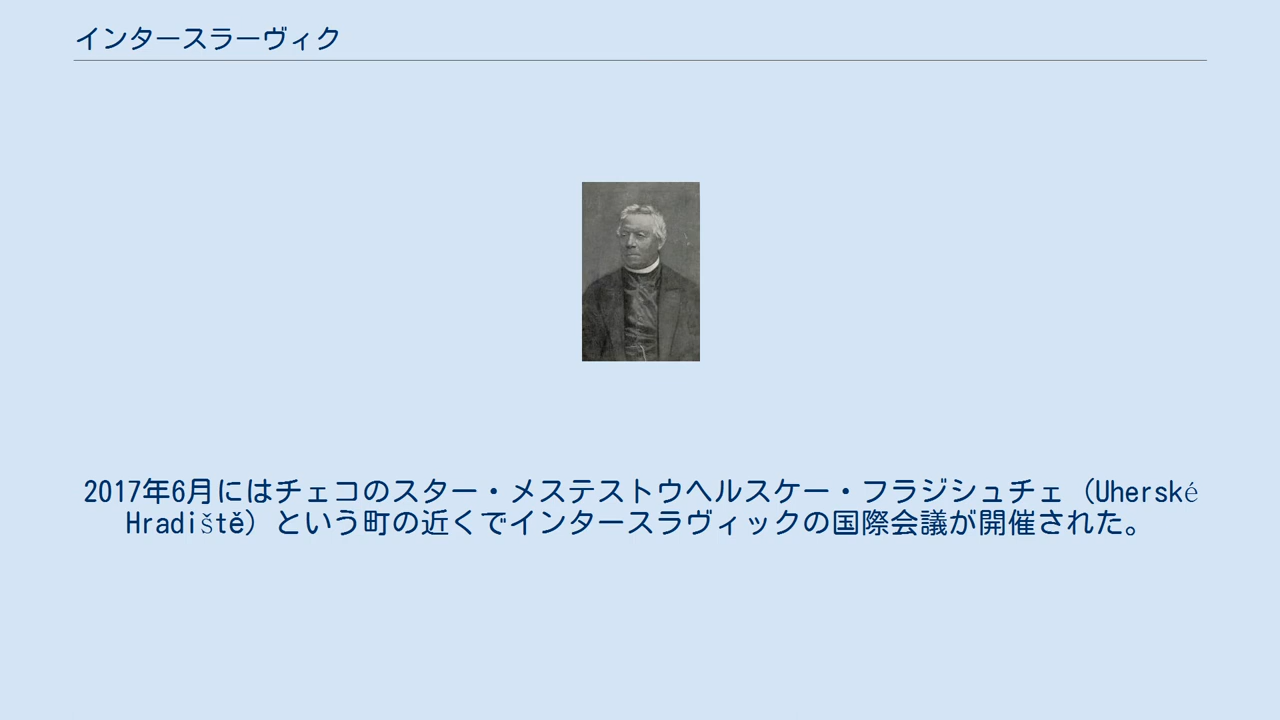 インタースラーヴィク
2017年6月にはチェコのスター・メステストウヘルスケー・フラジシュチェ（Uherské
Hradiště）という町の近くでインタースラヴィックの国際会議が開催された。